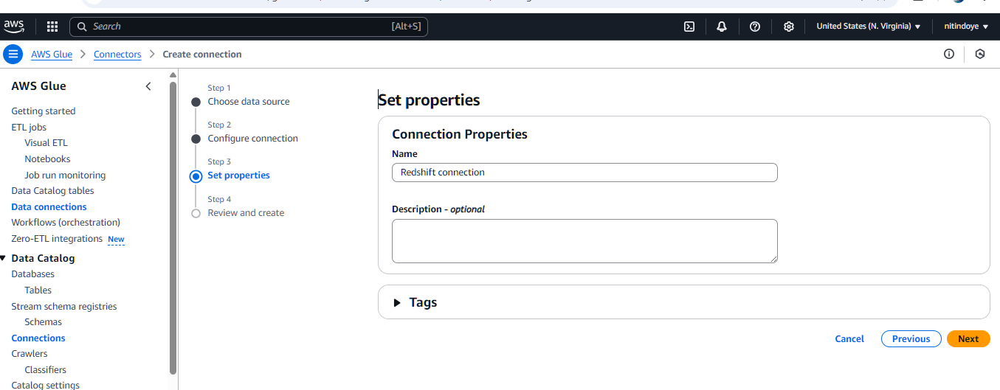 aws
Search [Alt+S]
United States (N. Virginia)
nitindoye
AWS Glue
Connectors
Create connection
AWS Glue
Getting started
ETL jobs
Visual ETL
Notebooks
Job run monitoring
Data Catalog tables
Data connections
Workflows (orchestration)
Zero-ETL integrations New
Data Catalog
Databases
Tables
Stream schema registries
Schemas
Connections
Crawlers
Classifiers
Catalog settings
Step 1
Choose data source
Step 2
Configure connection
Step 3
Set properties
Step 4
Review and create
Set properties
Connection Properties
Name
Redshift connection
Description - optional
Tags
Cancel
Previous
Next